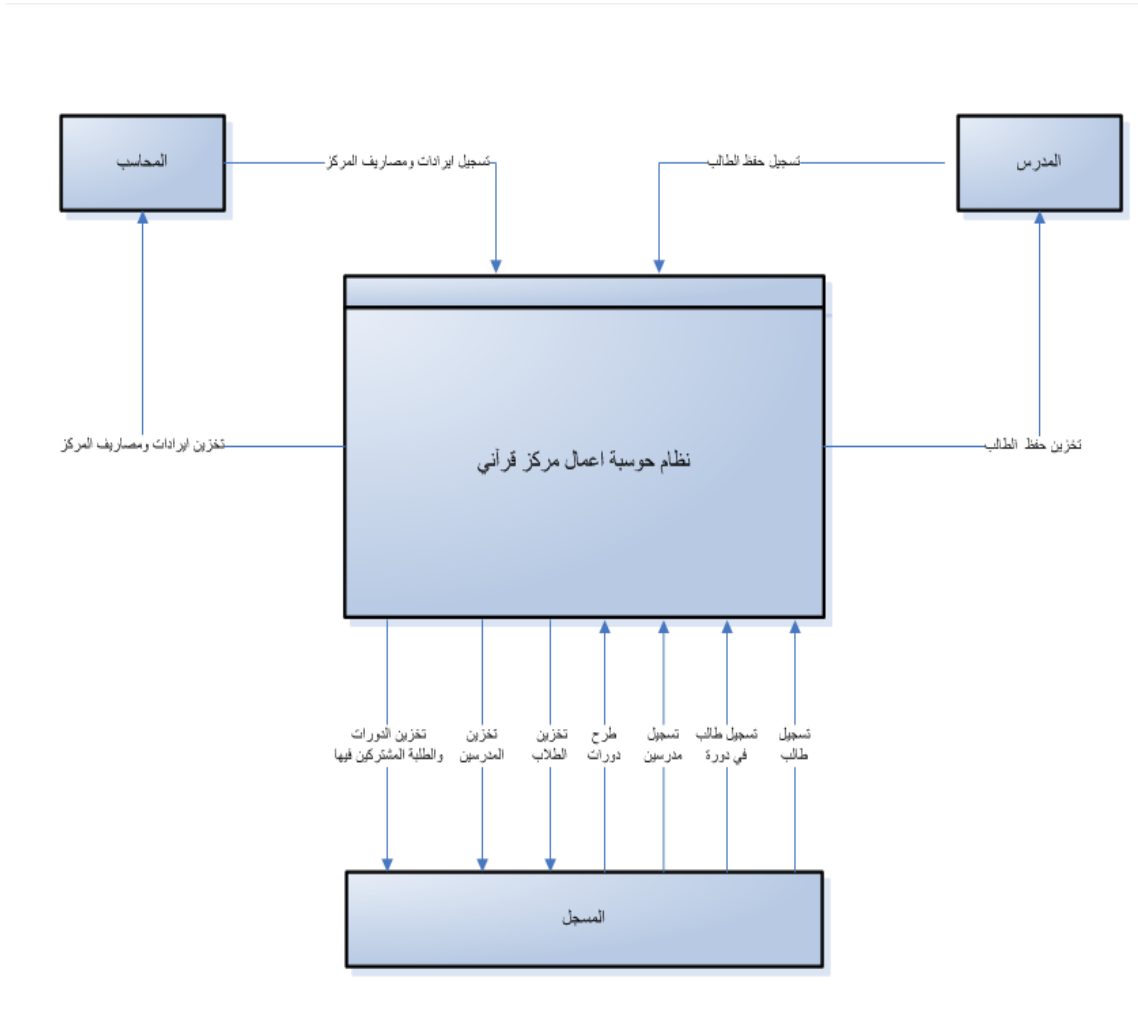 المدرس
المحاسب
تسجيل حفظ الطالب
تسجيل ايرادات ومصاريف المركز
تخزين حفظ الطالب
نظام حوسبة اعمال مركز قرآني
تخزين ايرادات ومصاريف المركز
تسجيل
طالب
تسجيل طالب
في دورة
تسجيل
مدرسين
طرح
دورات
تخزين
الطلاب
تخزين
المدرسين
تخزين الدورات
والطلبة المشتركين فيها
المسجل